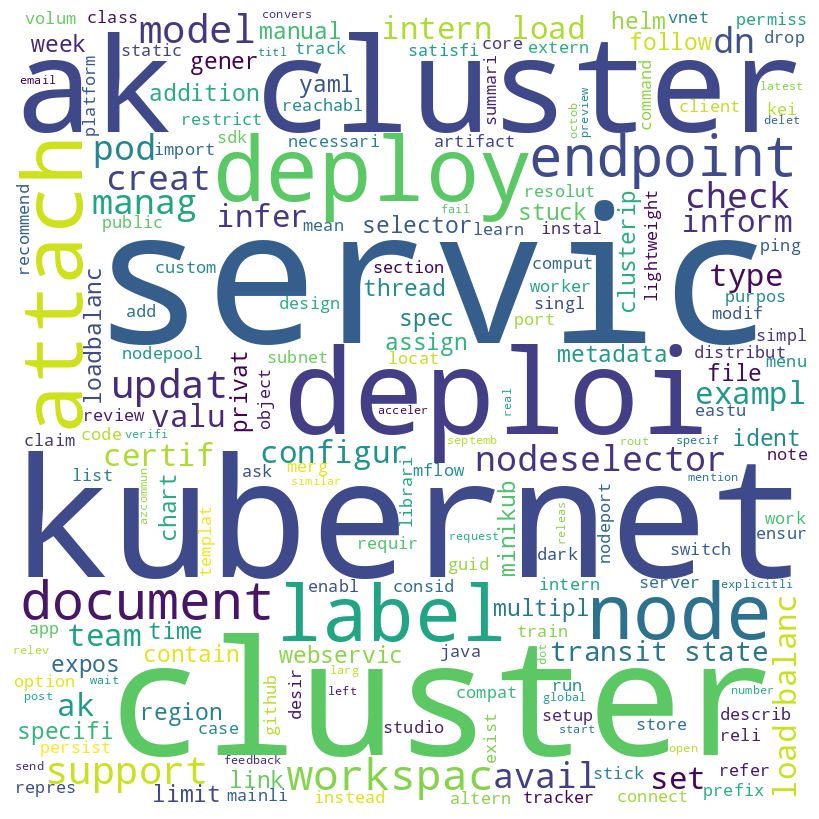 volum class model manual intern load helm vnet permiss
convers
week static gener titl track satisfi core extern follow dn drop
email
ak cluster
platform
addition yaml reachabl summari command client kei latest
restrict sdk necessari artifact octob preview delet
pod import
deploy endpoint
attach
recommend
creat resolut
manag infer selector learn instal stuck check
public mean fail lightweight inform
servic
loadbalanc custom section comput worker clusterip ping
add design thread singl type purpos
nodepool spec port modif
subnet assign locat metadata distribut simpl
updat privat object deploi file menu
review valu acceler real exampl
claim code verifi eastu
certif configur septemb rout specif ident
list ask merg mflow nodeselector note
azcommun chart similar librari mention
kubernet
templat minikub releas nodeport work
requir request ensur
guid dark switch
document label enabl consid intern server explicitli
node
app team time contain webservic java multipl train
relev expos transit state
option ak larg dot
post wait region github desir left compat run global number
cluster
specifi case studio exist setup start store describ
persist reli
load balanc
send support link feedback workspac avail stick open set refer
repres limit mainli instead altern tracker connect prefix